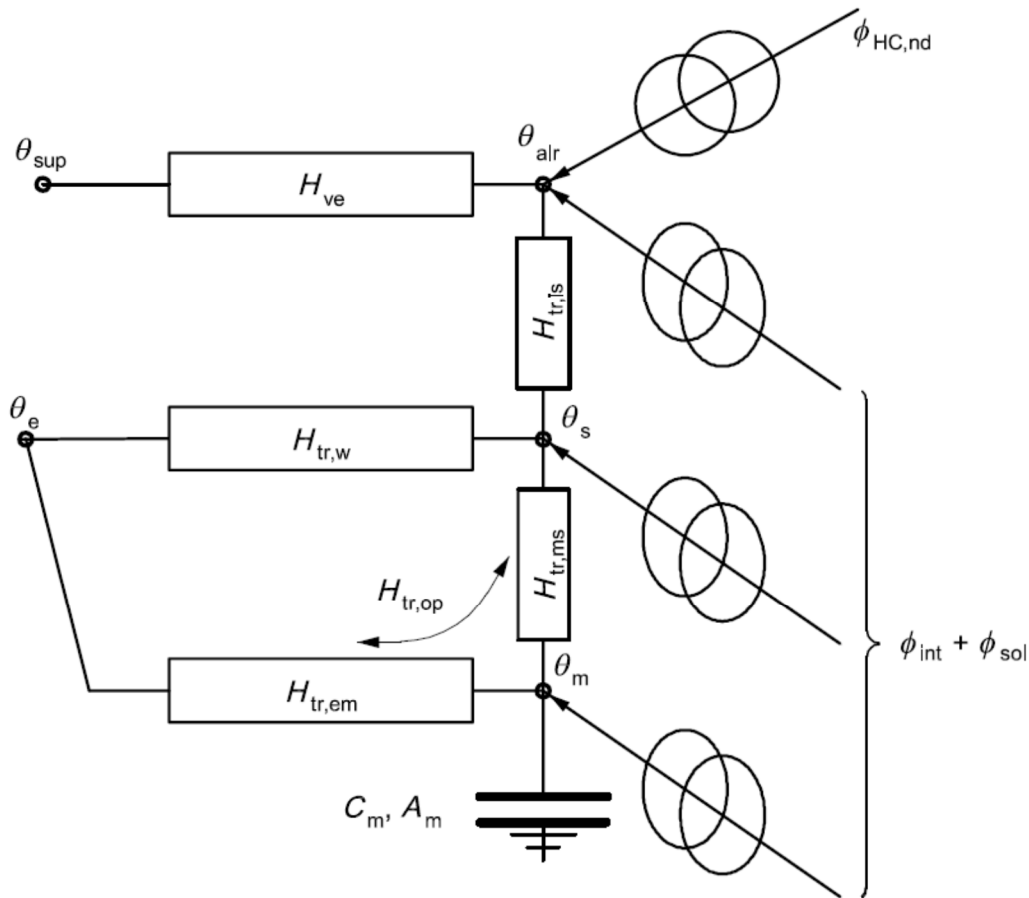 ϕHC,nd
θair
θsup
Hve
Htr,is
θe
θs
Htr,w
Htr,ms
Htr,op
θm
ϕint + ϕsol
Htr,em
Cm, Am